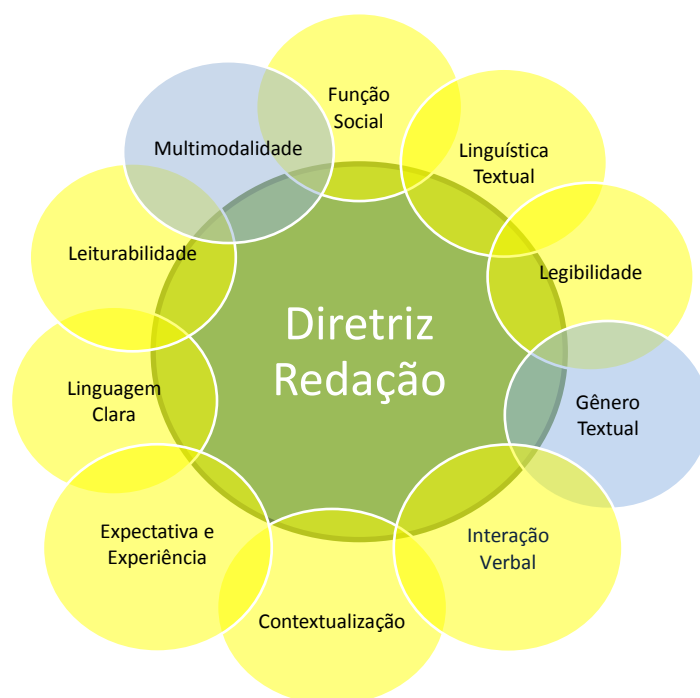 Função
Social
Linguística
Textual
Legibilidade
Gênero
Textual
Interação
Verbal
Contextualização
Expectativa e
Experiência
Linguagem
Clara
Leiturabilidade
Multimodalidade
Diretriz
Redação